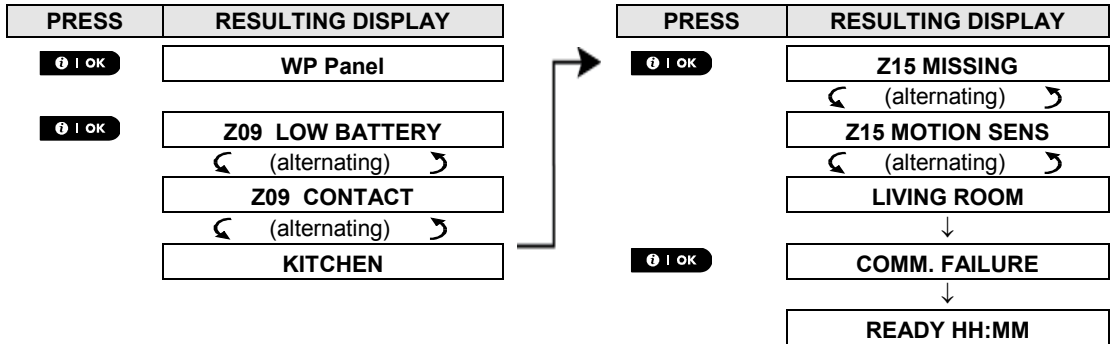 PRESS RESULTING DISPLAY
i | OK WP Panel
i | OK Z09 LOW BATTERY
(alternating)
Z09 CONTACT
(alternating)
KITCHEN
PRESS RESULTING DISPLAY
i | OK Z15 MISSING
(alternating)
Z15 MOTION SENS
(alternating)
LIVING ROOM
↓
i | OK COMM. FAILURE
↓
READY HH:MM